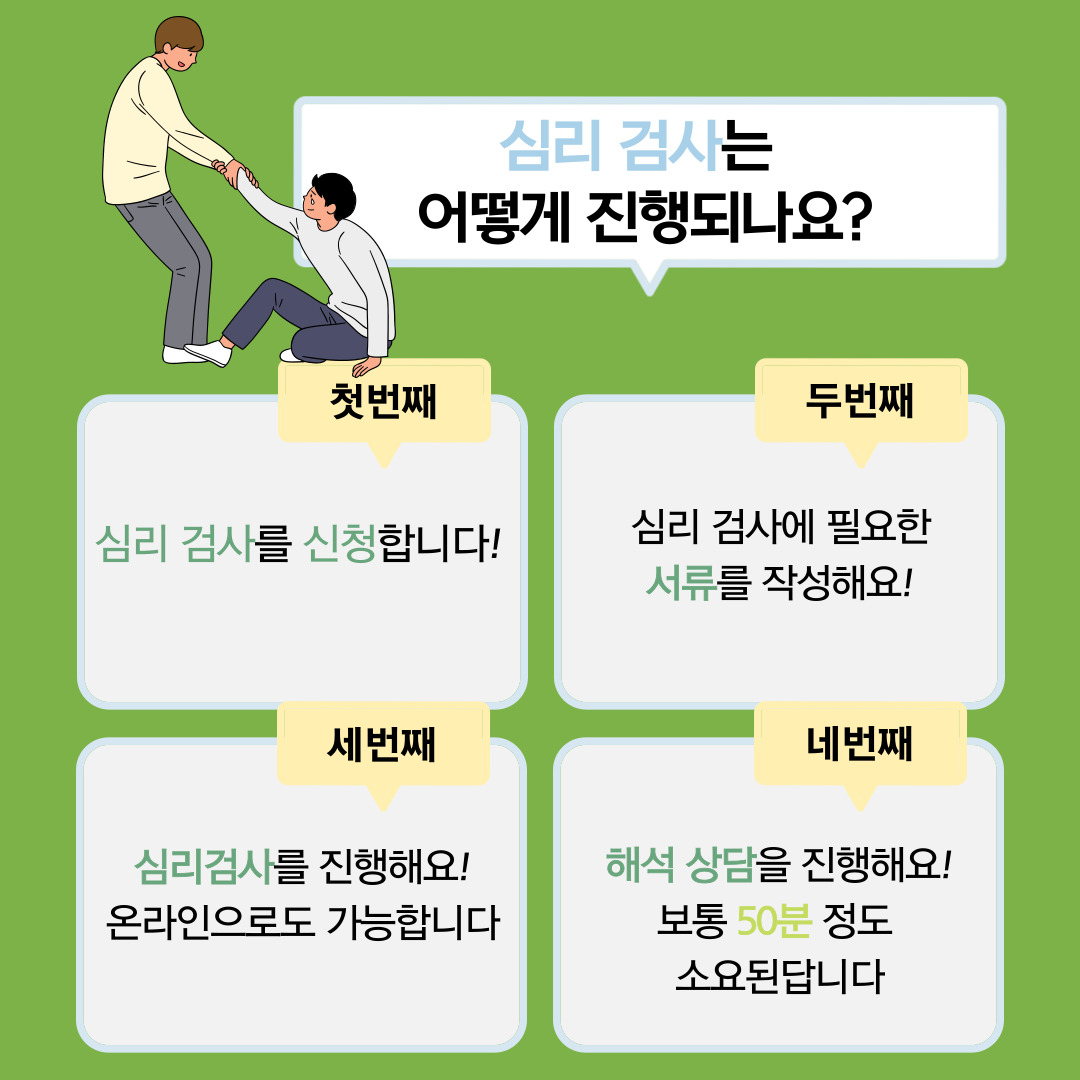 심리 검사는
어떻게 진행되나요?
첫번째
심리 검사를 신청합니다!
두번째
심리 검사에 필요한
서류를 작성해요!
세번째
심리검사를 진행해요!
온라인으로도 가능합니다
네번째
해석 상담을 진행해요!
보통 50분 정도
소요된답니다